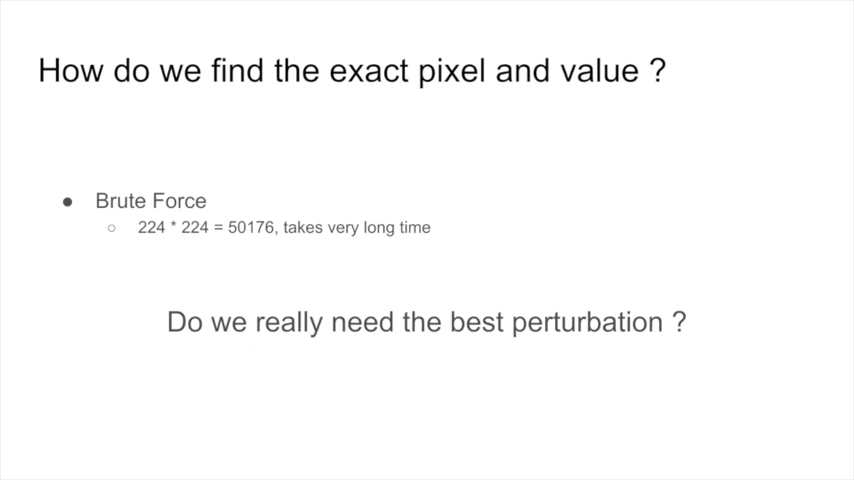 How do we find the exact pixel and value ?
● Brute Force
○ 224 * 224 = 50176, takes very long time
Do we really need the best perturbation ?